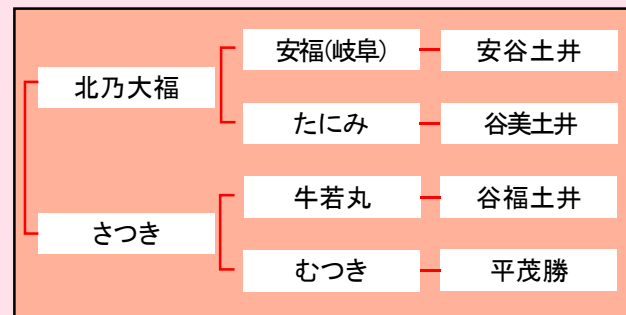 北乃大福
安福(岐阜)
安谷土井
たにみ
谷美土井
さつき
牛若丸
谷福土井
むつき
平茂勝